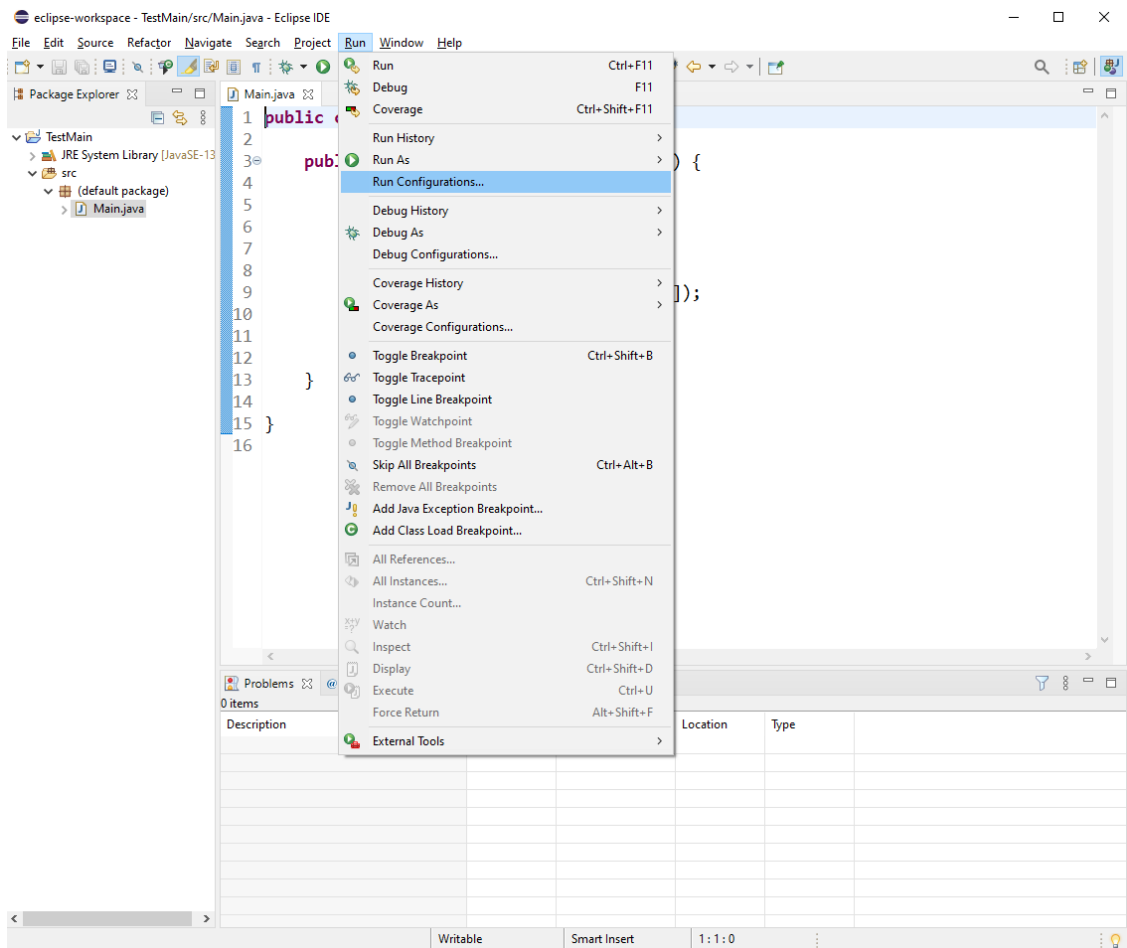 eclipse-workspace - TestMain/src/Main.java - Eclipse IDE
File Edit Source Refactor Navigate Search Project Run Window Help
Package Explorer
TestMain
JRE System Library [JavaSE-13
src
(default package)
Main.java
Main.java
1 public
2
3 ) {
4
5
6
7
8
9 ]);
10
11
12
13 }
14
15 }
16
Run Ctrl+F11
Debug F11
Coverage Ctrl+Shift+F11
Run History
Run As
Run Configurations...
Debug History
Debug As
Debug Configurations...
Coverage History
Coverage As
Coverage Configurations...
Toggle Breakpoint Ctrl+Shift+B
Toggle Tracepoint
Toggle Line Breakpoint
Toggle Watchpoint
Toggle Method Breakpoint
Skip All Breakpoints Ctrl+Alt+B
Remove All Breakpoints
Add Java Exception Breakpoint...
Add Class Load Breakpoint...
All References...
All Instances... Ctrl+Shift+N
Instance Count...
Watch
Inspect Ctrl+Shift+I
Display Ctrl+Shift+D
Execute Ctrl+U
Force Return Alt+Shift+F
External Tools
Problems @
0 items
Description Location Type
Writable Smart Insert 1:1:0